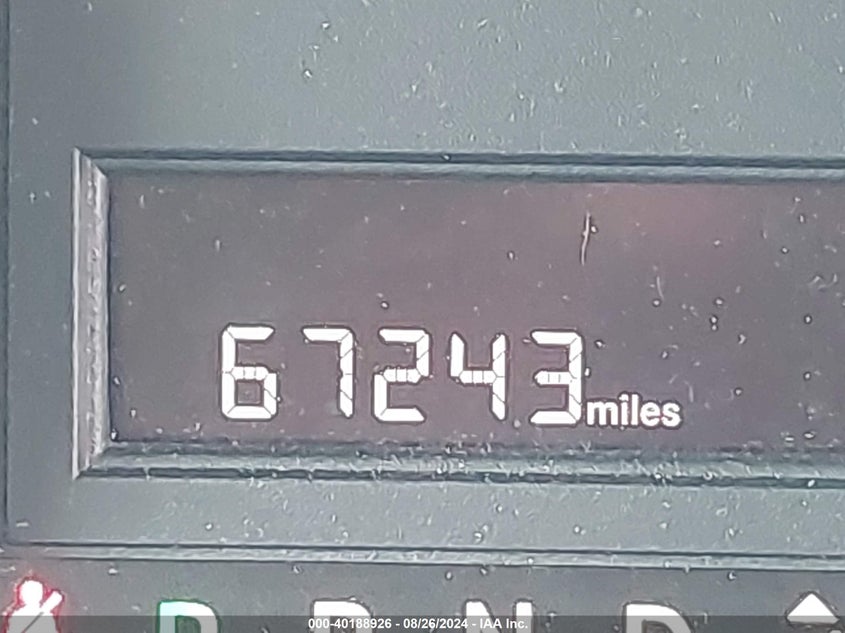 67243 miles
P R N D
000-40188926 - 08/26/2024 - IAA Inc.